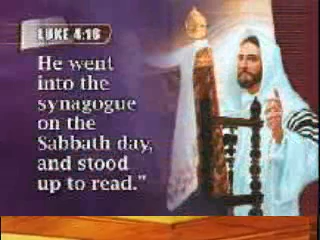 LUKE 4:16
He went
into the
synagogue
on the
Sabbath day,
and stood
up to read."